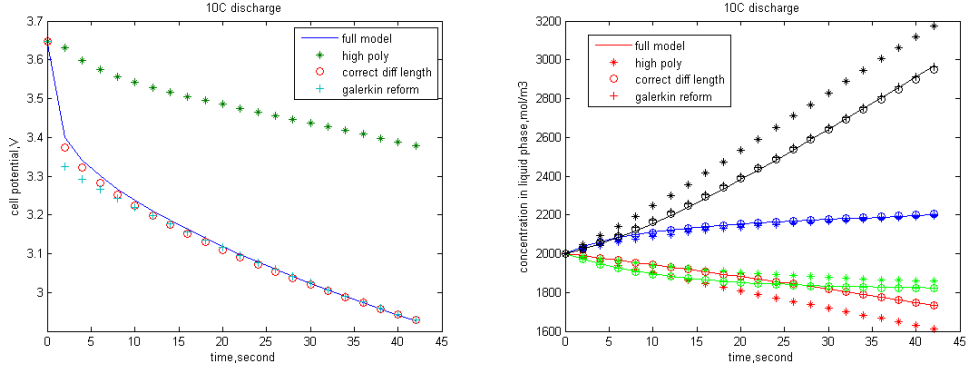 10C discharge
3.7
3.6
3.5
3.4
3.3
3.2
3.1
3
cell potential,V
full model
high poly
correct diff length
galerkin reform
0 5 10 15 20 25 30 35 40 45
time,second
10C discharge
3200
3000
2800
2600
2400
2200
2000
1800
1600
concentration in liquid phase,mol/m3
full model
high poly
correct diff length
galerkin reform
0 5 10 15 20 25 30 35 40 45
time,second